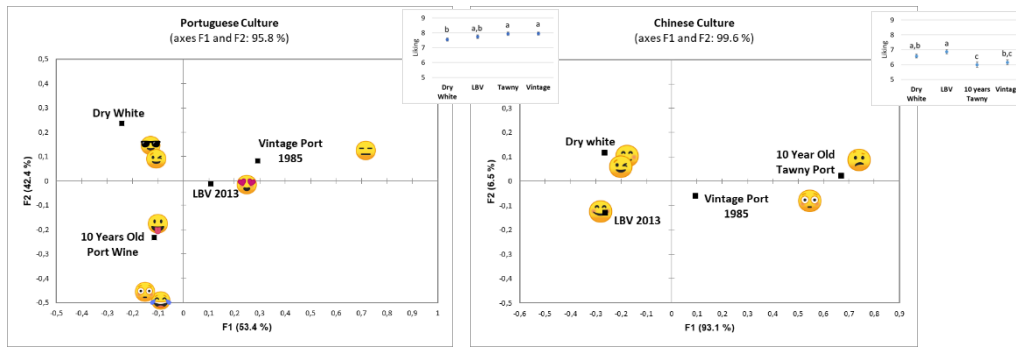 Portuguese Culture
(axes F1 and F2: 95.8 %)
9
8
7
6
5
Liking
b
a,b
a
a
Dry White
LBV
Tawny
Vintage
0,5
0,4
0,3
0,2
0,1
0
-0,1
-0,2
-0,3
-0,4
-0,5
F2 (42.4 %)
Dry White
Vintage Port
1985
LBV 2013
10 Years Old
Port Wine
-0,5 -0,4 -0,3 -0,2 -0,1 0 0,1 0,2 0,3 0,4 0,5 0,6 0,7 0,8 0,9 1
F1 (53.4 %)
Chinese Culture
(axes F1 and F2: 99.6 %)
9
8
7
6
5
Liking
a,b
a
c
b,c
Dry White
LBV
10 years Tawny
Vintage
0,5
0,4
0,3
0,2
0,1
0
-0,1
-0,2
-0,3
-0,4
-0,5
F2 (6.5 %)
Dry white
10 Year Old
Tawny Port
Vintage Port
1985
LBV 2013
-0,5 -0,4 -0,3 -0,2 -0,1 0 0,1 0,2 0,3 0,4 0,5 0,6 0,7 0,8 0,9
F1 (93.1 %)